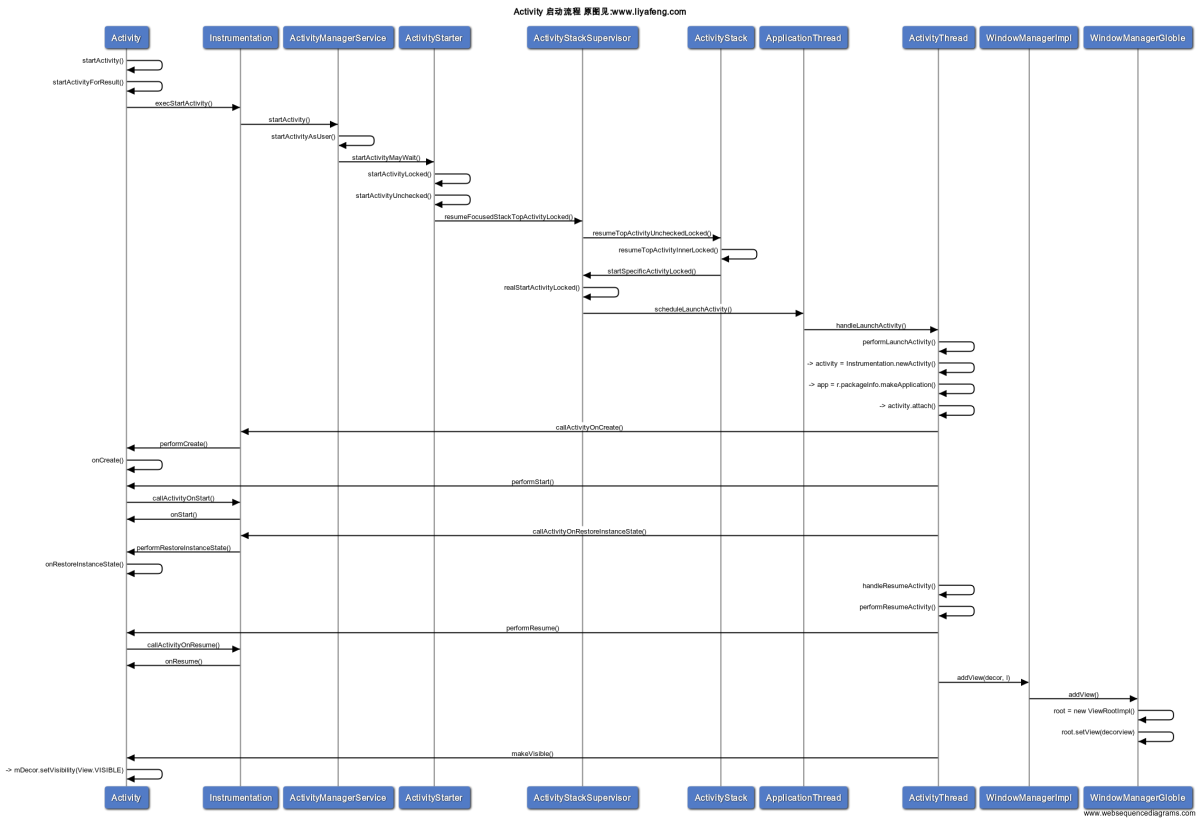 Activity 启动流程 原图见:www.liyafeng.com
Activity
Instrumentation
ActivityManagerService
ActivityStarter
ActivityStackSupervisor
ActivityStack
ApplicationThread
ActivityThread
WindowManagerImpl
WindowManagerGloble
startActivity()
startActivityForResult()
execStartActivity()
startActivity()
startActivityAsUser()
startActivityMayWait()
startActivityLocked()
startActivityUnchecked()
resumeFocusedStackTopActivityLocked()
resumeTopActivityUncheckedLocked()
resumeTopActivityInnerLocked()
startSpecificActivityLocked()
realStartActivityLocked()
scheduleLaunchActivity()
handleLaunchActivity()
performLaunchActivity()
-> activity = Instrumentation.newActivity()
-> app = r.packageInfo.makeApplication()
-> activity.attach()
callActivityOnCreate()
performCreate()
onCreate()
performStart()
callActivityOnStart()
onStart()
callActivityOnRestoreInstanceState()
performRestoreInstanceState()
onRestoreInstanceState()
handleResumeActivity()
performResumeActivity()
performResume()
callActivityOnResume()
onResume()
addView(decor, l)
addView()
root = new ViewRootImpl()
root.setView(decorview)
makeVisible()
-> mDecor.setVisibility(View.VISIBLE)
Activity
Instrumentation
ActivityManagerService
ActivityStarter
ActivityStackSupervisor
ActivityStack
ApplicationThread
ActivityThread
WindowManagerImpl
WindowManagerGloble
www.websequencediagrams.com